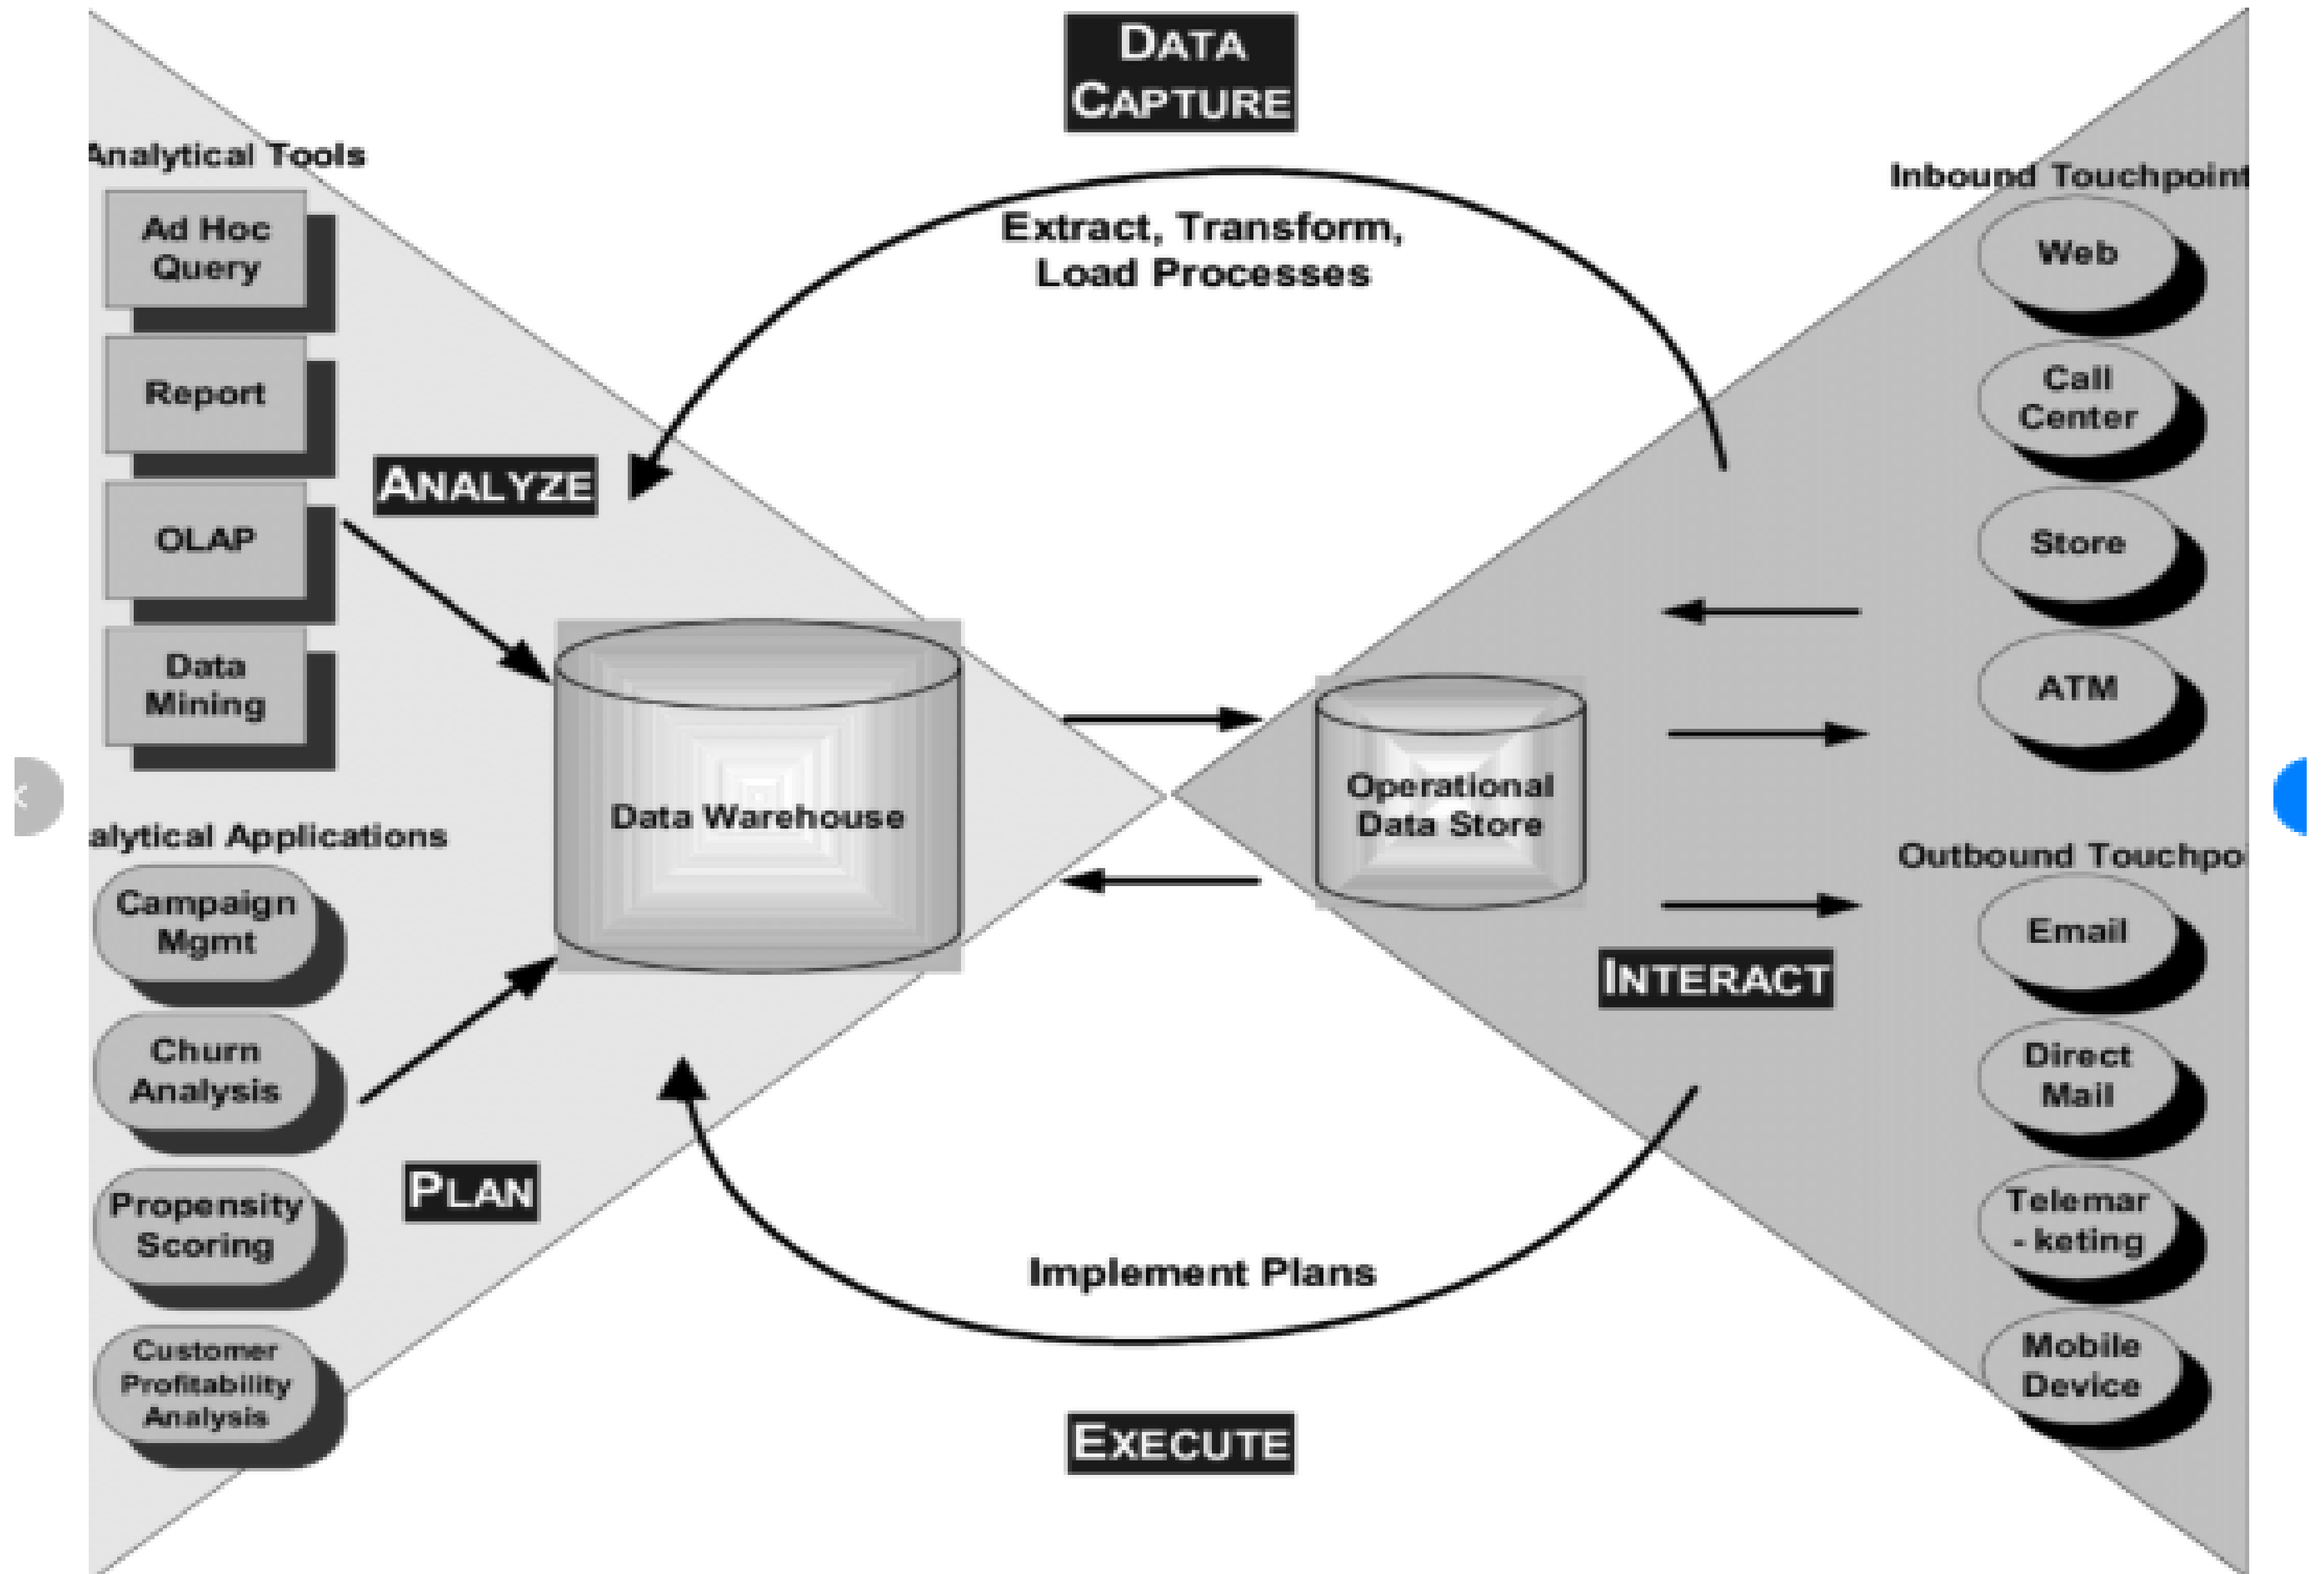 DATA
CAPTURE
Analytical Tools
Ad Hoc
Query
Report
OLAP
Data
Mining
ANALYZE
Extract, Transform,
Load Processes
Inbound Touchpoint
Web
Call
Center
Store
ATM
Data Warehouse
Operational
Data Store
alytical Applications
Campaign
Mgmt
Churn
Analysis
Propensity
Scoring
Customer
Profitability
Analysis
PLAN
Implement Plans
EXECUTE
INTERACT
Outbound Touchpo
Email
Direct
Mail
Telemar
- keting
Mobile
Device